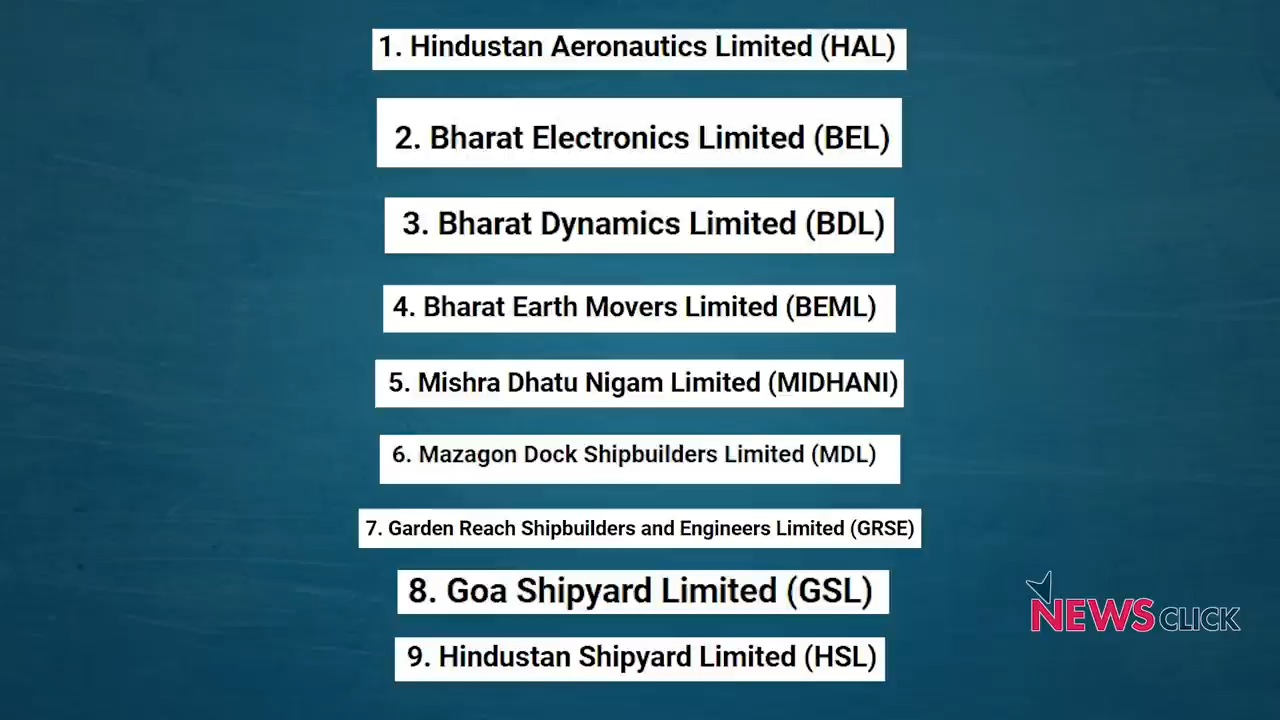 1. Hindustan Aeronautics Limited (HAL)
2. Bharat Electronics Limited (BEL)
3. Bharat Dynamics Limited (BDL)
4. Bharat Earth Movers Limited (BEML)
5. Mishra Dhatu Nigam Limited (MIDHANI)
6. Mazagon Dock Shipbuilders Limited (MDL)
7. Garden Reach Shipbuilders and Engineers Limited (GRSE)
8. Goa Shipyard Limited (GSL)
9. Hindustan Shipyard Limited (HSL)
NEWSCLICK